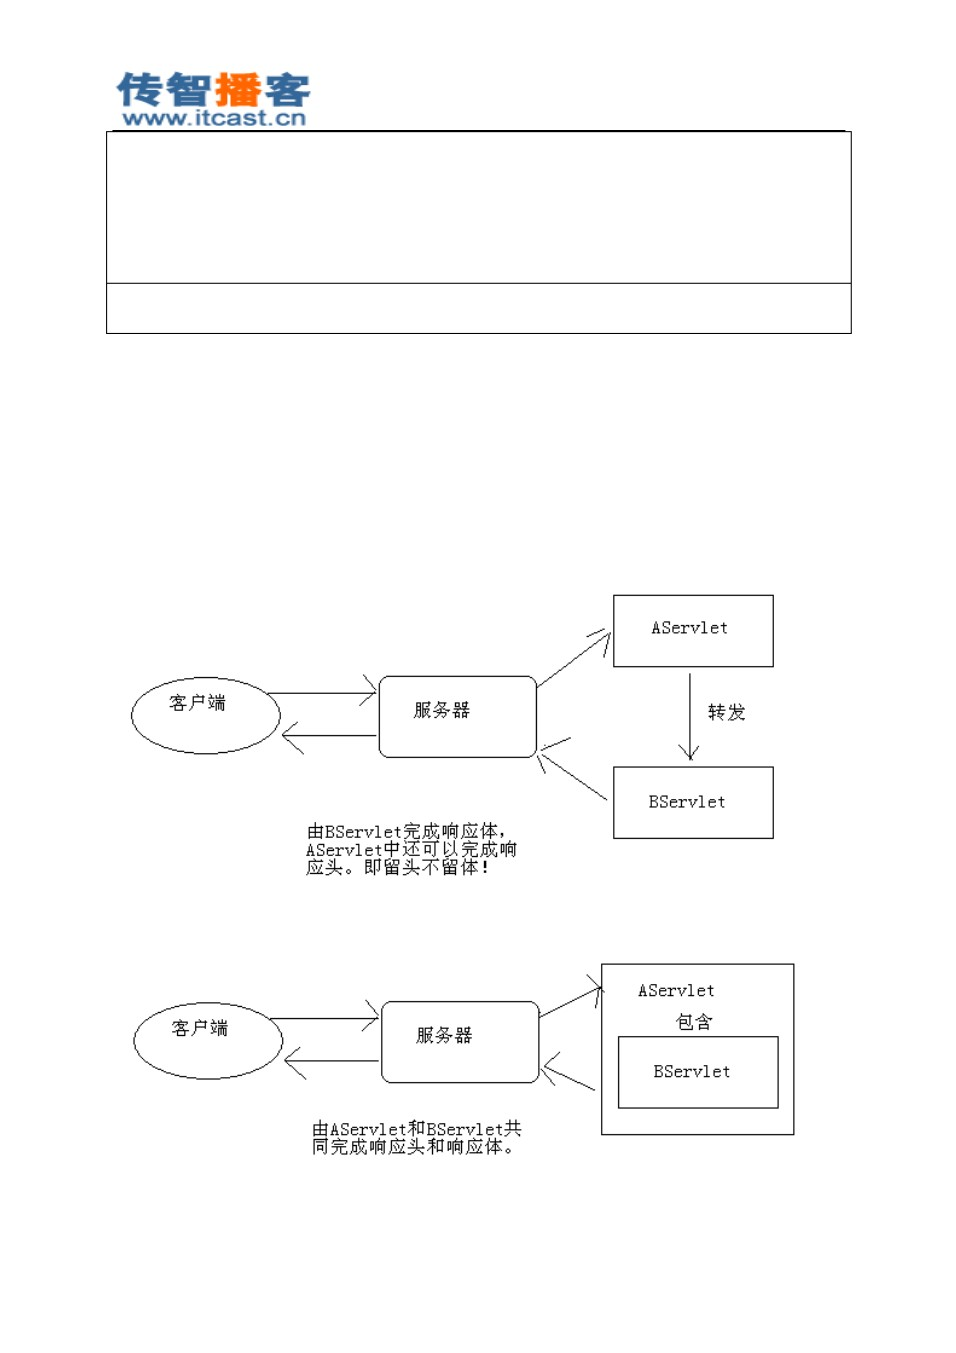 传智播客
www.itcast.cn
AServlet
客户端
服务器
转发
BServlet
由BServlet完成响应体，
AServlet中还可以完成响
应头。即留头不留体！
AServlet
包含
客户端
服务器
BServlet
由AServlet和BServlet共
同完成响应头和响应体。